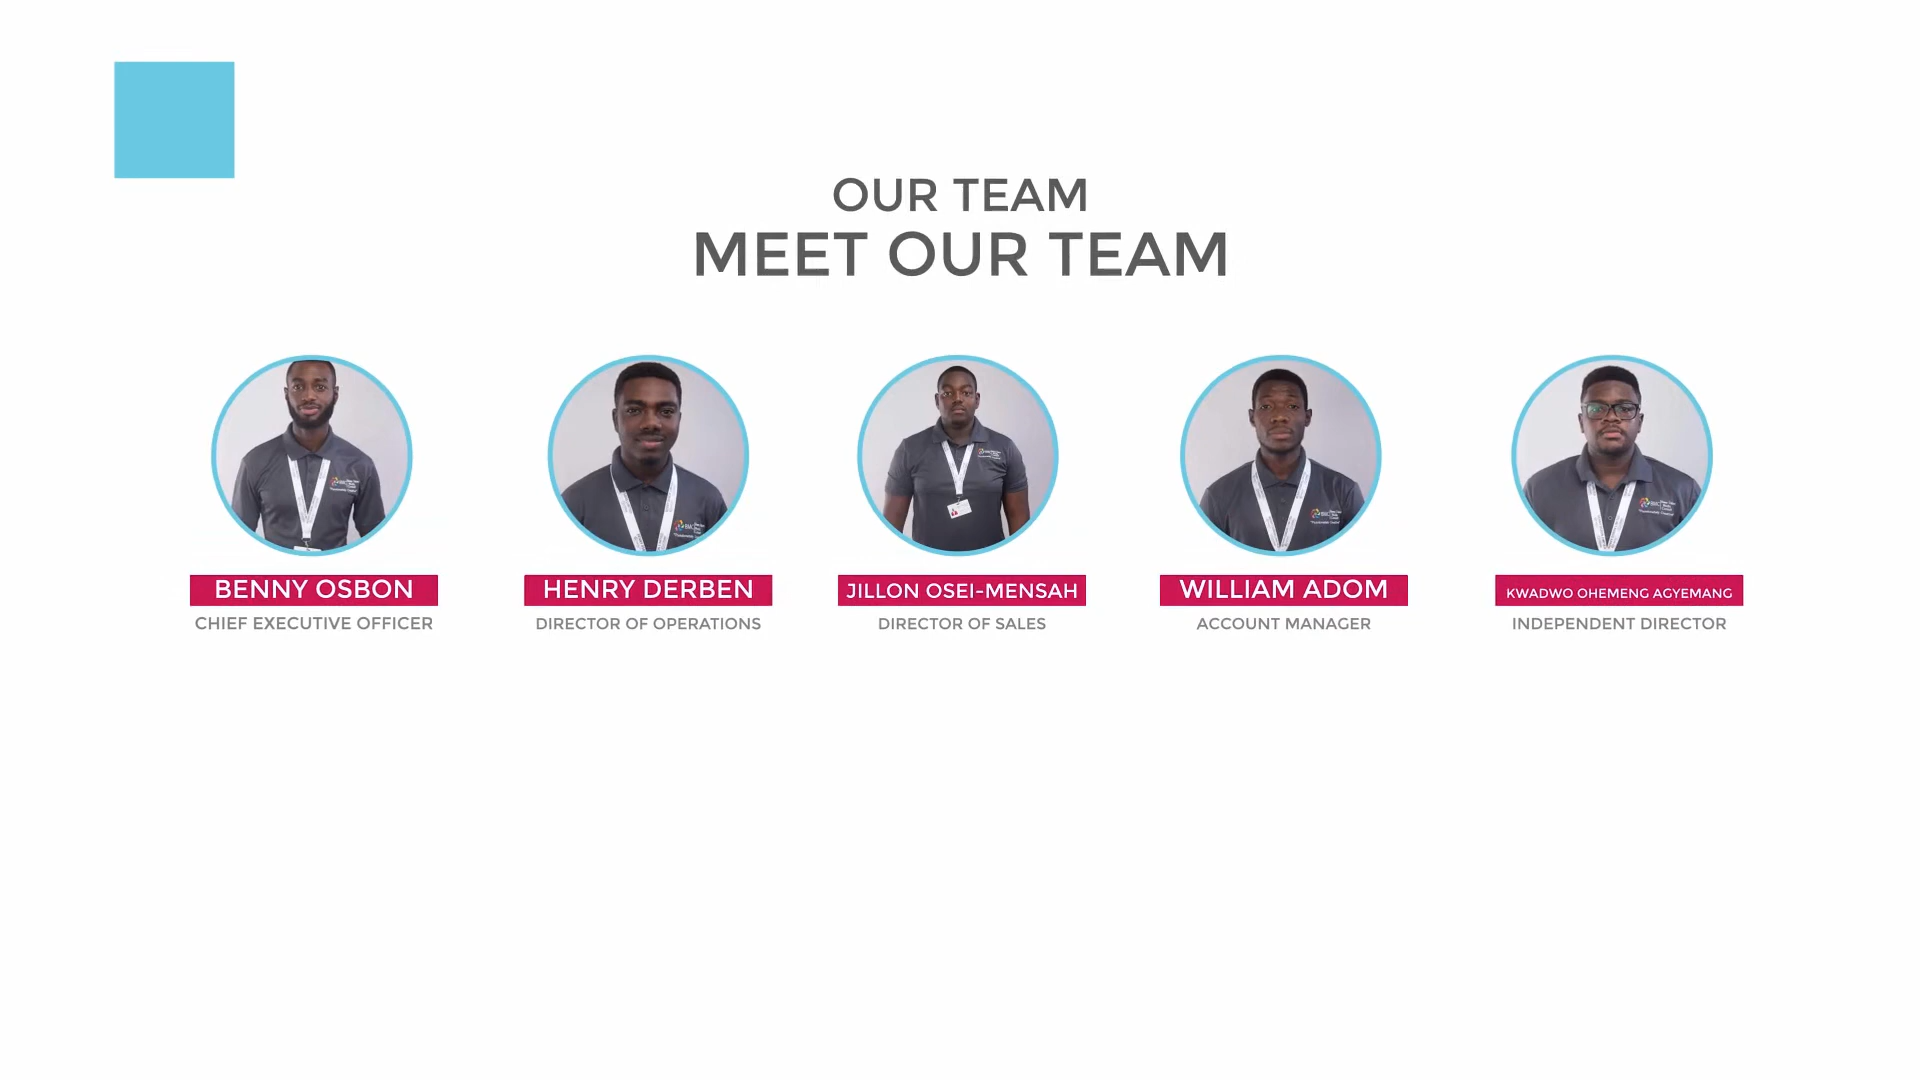 OUR TEAM
MEET OUR TEAM
BENNY OSBON
CHIEF EXECUTIVE OFFICER
HENRY DERBEN
DIRECTOR OF OPERATIONS
JILLON OSEI-MENSAH
DIRECTOR OF SALES
WILLIAM ADOM
ACCOUNT MANAGER
KWADWO OHEMENG AGYEMANG
INDEPENDENT DIRECTOR